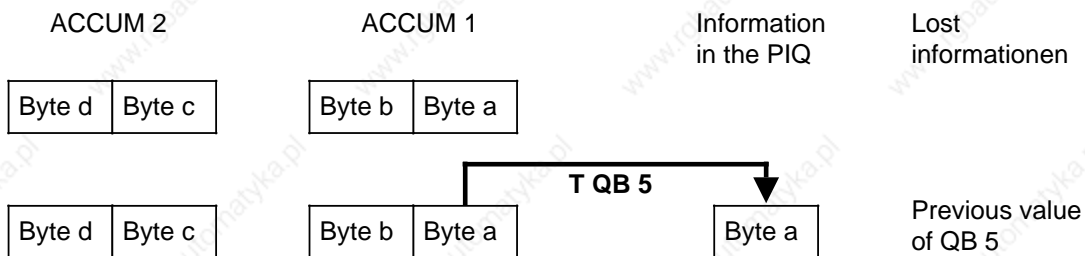 ACCUM 2 ACCUM 1 Information Lost
in the PIQ informationen
Byte d Byte c Byte b Byte a
T QB 5
Byte d Byte c Byte b Byte a Byte a Previous value
of QB 5